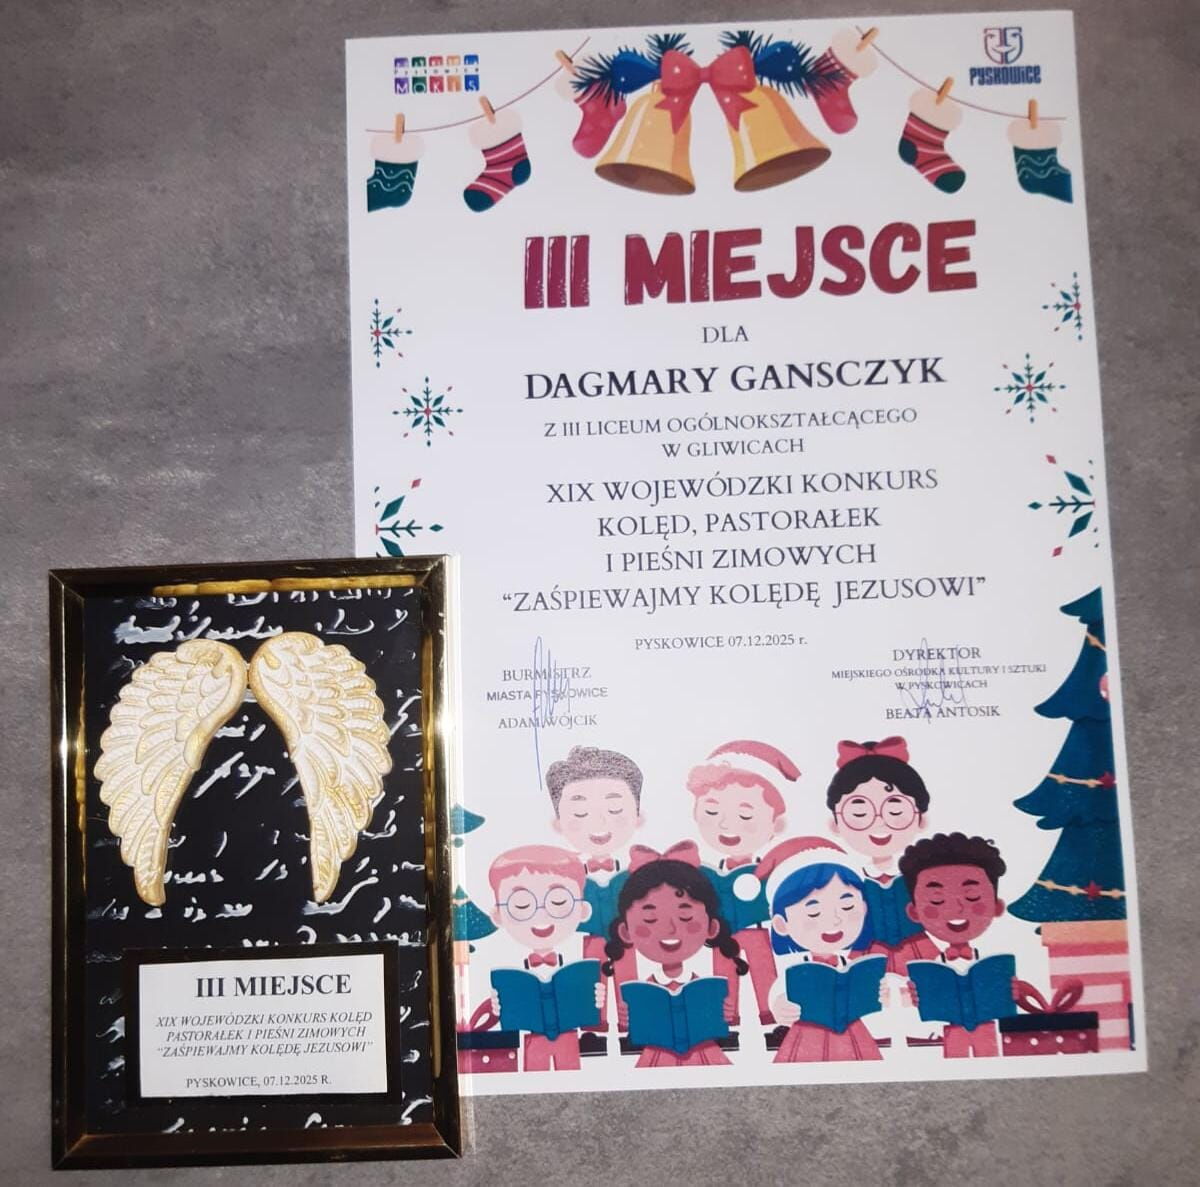 Pyskowice
MOKIS
PYSKOWICE
III MIEJSCE
DLA
DAGMARY GANSCZYK
Z III LICEUM OGÓLNOKSZTAŁCĄCEGO
W GLIWICACH
XIX WOJEWÓDZKI KONKURS
KOLĘD, PASTORAŁEK
I PIEŚNI ZIMOWYCH
“ZAŚPIEWAJMY KOLĘDĘ JEZUSOWI”
PYSKOWICE 07.12.2025 r.
BURMISTRZ
MIASTA PYSKOWICE
ADAM WÓJCIK
DYREKTOR
MIEJSKIEGO OŚRODKA KULTURY I SZTUKI
W PYSKOWICACH
BEATA ANTOSIK
III MIEJSCE
XIX WOJEWÓDZKI KONKURS KOLĘD
PASTORAŁEK I PIEŚNI ZIMOWYCH
“ZAŚPIEWAJMY KOLĘDĘ JEZUSOWI”
PYSKOWICE, 07.12.2025 R.